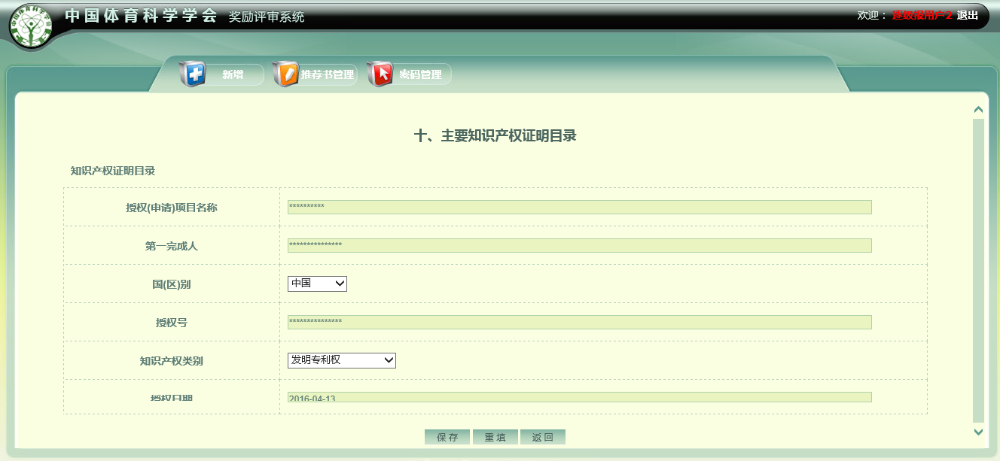 中国体育科学学会 奖励评审系统
欢迎： 逐级报用户2 退出
新增 推荐书管理 密码管理
十、主要知识产权证明目录
知识产权证明目录
授权(申请)项目名称 **********
第一完成人 ***************
国(区)别 中国
授权号 ***************
知识产权类别 发明专利权
授权日期 2016-04-13
保 存 重 填 返 回